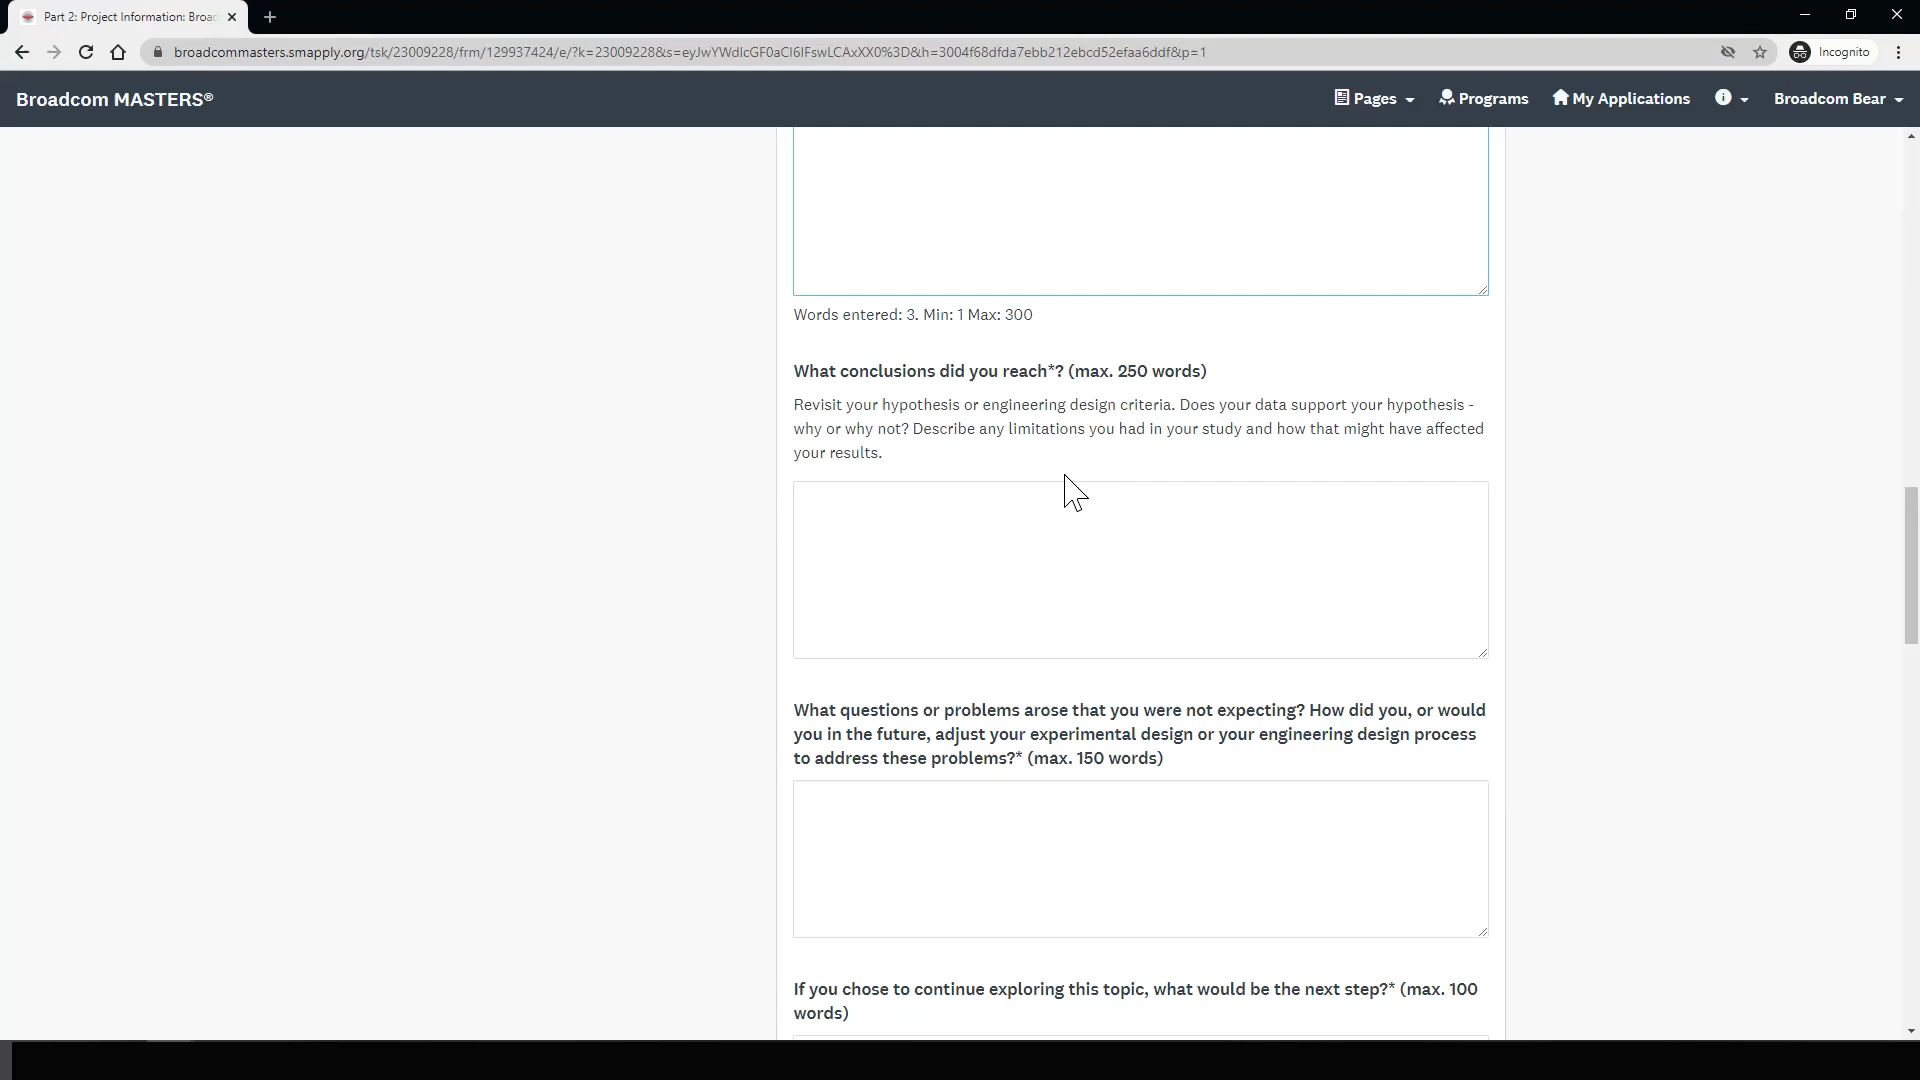 Part 2: Project Information: Broa
broadcommasters.smapply.org/tsk/23009228/frm/129937424/e/?k=23009228&s=eyJwYWdlcGF0aCI6IFswLCAxXX0%3D&h=3004f68dfda7ebb212ebcd52efaa6ddf&p=1
Incognito
Broadcom MASTERS®
Pages
Programs
My Applications
Broadcom Bear
Words entered: 3. Min: 1 Max: 300
What conclusions did you reach*? (max. 250 words)
Revisit your hypothesis or engineering design criteria. Does your data support your hypothesis -
why or why not? Describe any limitations you had in your study and how that might have affected
your results.
What questions or problems arose that you were not expecting? How did you, or would
you in the future, adjust your experimental design or your engineering design process
to address these problems?* (max. 150 words)
If you chose to continue exploring this topic, what would be the next step?* (max. 100
words)